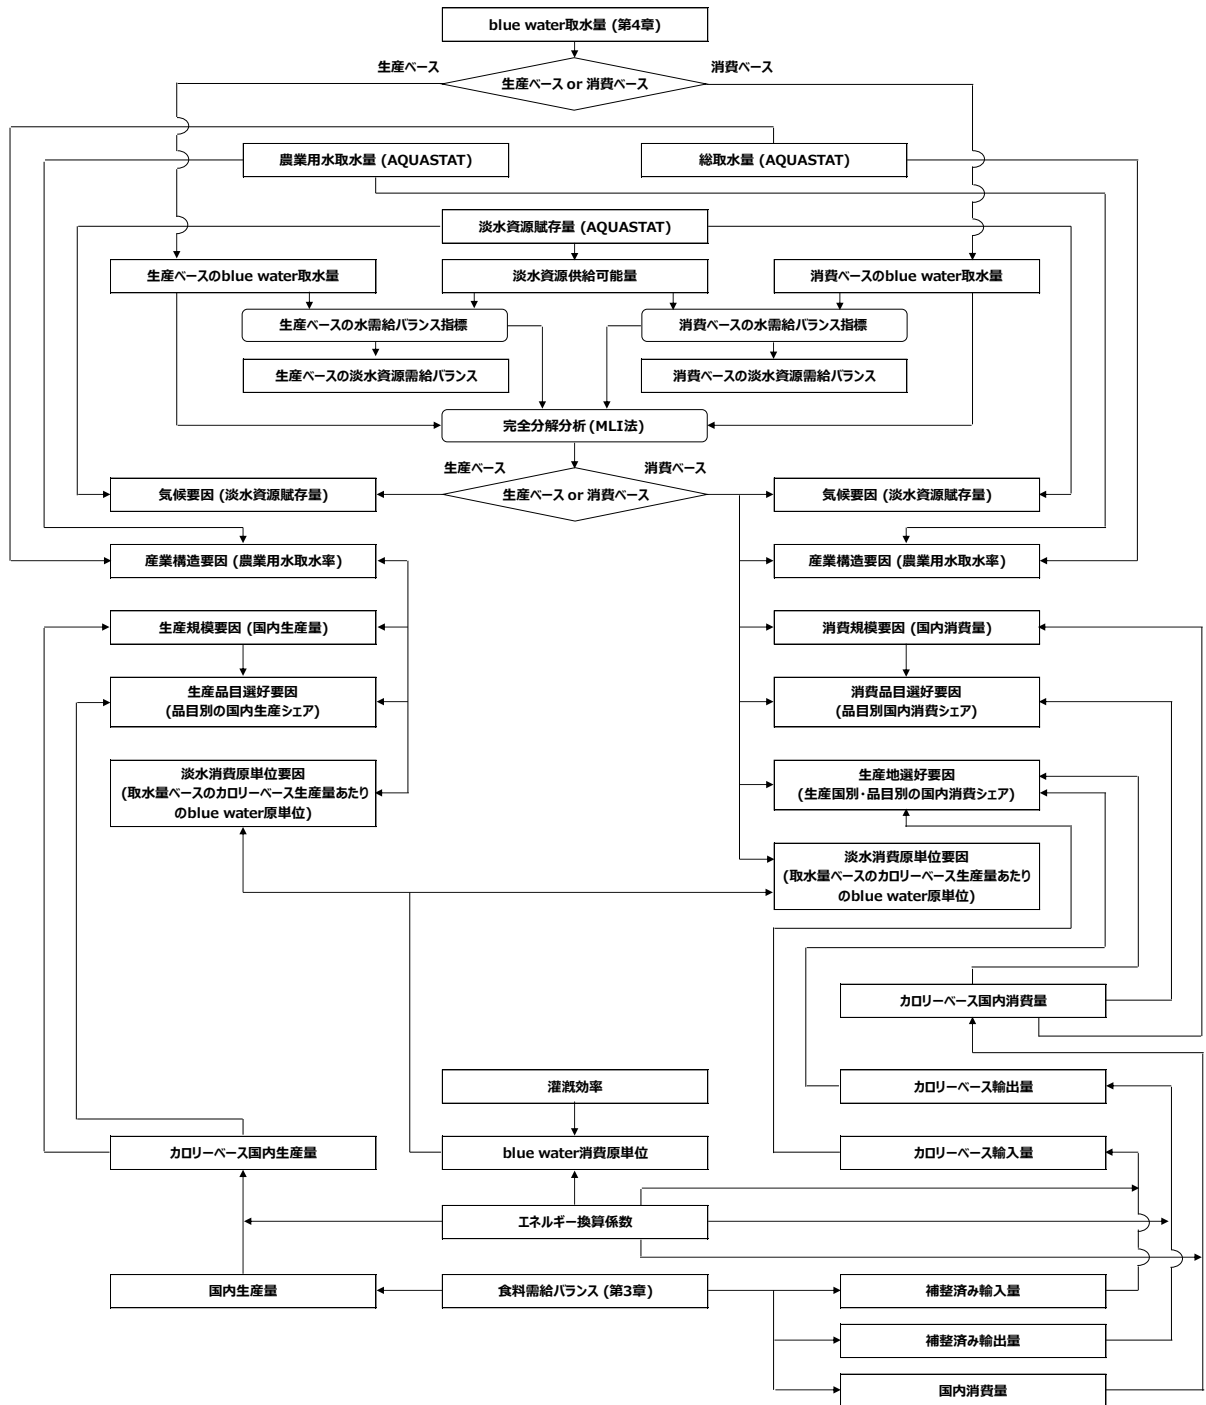 blue water取水量 (第4章)
生産ベース
消費ベース
生産ベース or 消費ベース
農業用水取水量 (AQUASTAT)
総取水量 (AQUASTAT)
淡水資源賦存量 (AQUASTAT)
生産ベースのblue water取水量
淡水資源供給可能量
消費ベースのblue water取水量
生産ベースの水需給バランス指標
消費ベースの水需給バランス指標
生産ベースの淡水資源需給バランス
消費ベースの淡水資源需給バランス
完全分解分析 (MLI法)
生産ベース
消費ベース
気候要因 (淡水資源賦存量)
生産ベース or 消費ベース
気候要因 (淡水資源賦存量)
産業構造要因 (農業用水取水率)
産業構造要因 (農業用水取水率)
生産規模要因 (国内生産量)
消費規模要因 (国内消費量)
生産品目選好要因
(品目別の国内生産シェア)
消費品目選好要因
(品目別国内消費シェア)
淡水消費原単位要因
(取水量ベースのカロリーベース生産量あたり
のblue water原単位)
生産地選好要因
(生産国別・品目別の国内消費シェア)
淡水消費原単位要因
(取水量ベースのカロリーベース生産量あたり
のblue water原単位)
カロリーベース国内消費量
灌漑効率
カロリーベース輸出量
カロリーベース国内生産量
blue water消費原単位
カロリーベース輸入量
エネルギー換算係数
国内生産量
食料需給バランス (第3章)
補整済み輸入量
補整済み輸出量
国内消費量